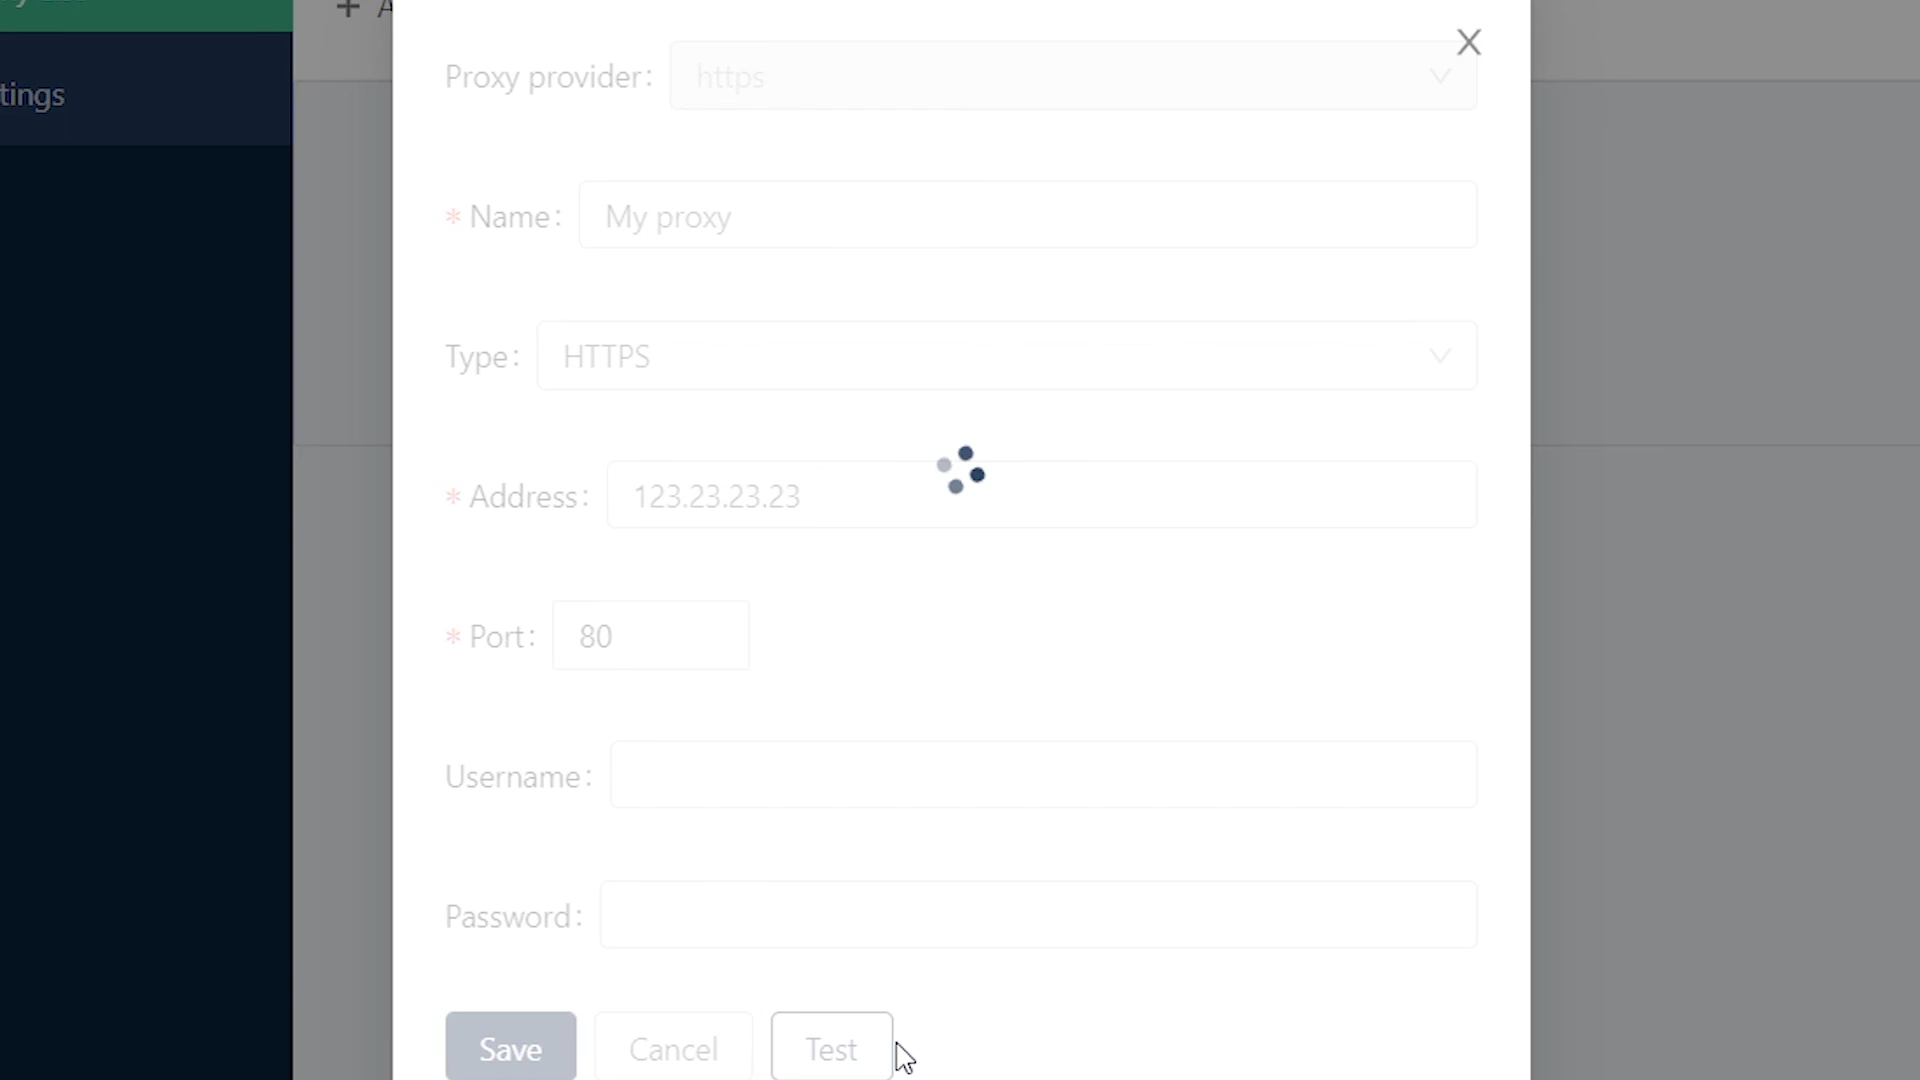 tings
Proxy provider: https
X
* Name: My proxy
Type: HTTPS
* Address: 123.23.23.23
* Port: 80
Username:
Password:
Save Cancel Test